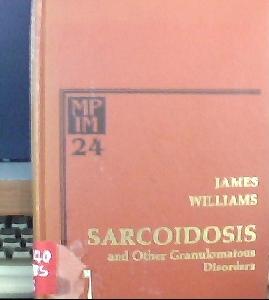 MP
IM
24
JAMES
WILLIAMS
SARCOIDOSIS
and Other Granulomatous
Disorders